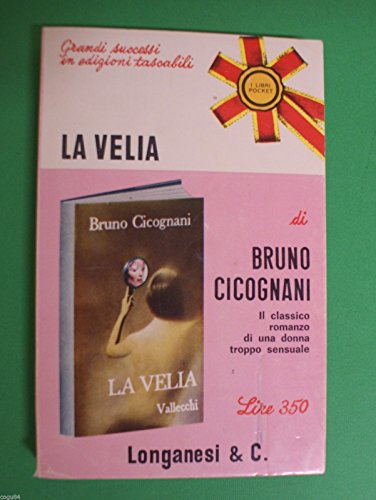 Grandi successi
in edizioni tascabili
I LIBRI
POCKET
LA VELIA
di
BRUNO
CICOGNANI
Il classico
romanzo
di una donna
troppo sensuale
Bruno Cicognani
LA VELIA
Vallecchi
Lire 350
Longanesi & C.
cogu84